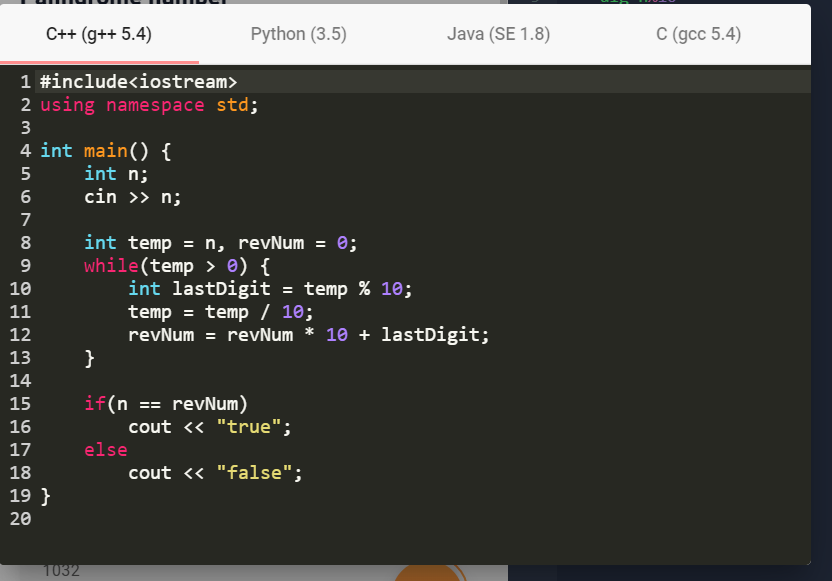 C++ (g++ 5.4) Python (3.5) Java (SE 1.8) C (gcc 5.4)
1 #include<iostream>
2 using namespace std;
3
4 int main() {
5     int n;
6     cin >> n;
7
8     int temp = n, revNum = 0;
9     while(temp > 0) {
10         int lastDigit = temp % 10;
11         temp = temp / 10;
12         revNum = revNum * 10 + lastDigit;
13     }
14
15     if(n == revNum)
16         cout << "true";
17     else
18         cout << "false";
19 }
20
1032